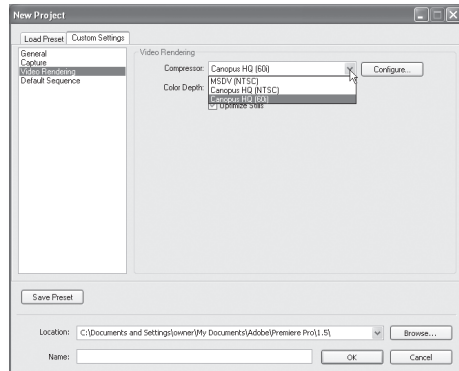 New Project
Load Preset Custom Settings
General
Capture
Video Rendering
Default Sequence
Video Rendering
Compressor: Canopus HQ (60i) Configure...
MSDV (NTSC)
Canopus HQ (NTSC)
Canopus HQ (60i)
Color Depth:
Optimize Stills
Save Preset
Location: C:\Documents and Settings\owner\My Documents\Adobe\Premiere Pro\1.5\ Browse...
Name: OK Cancel